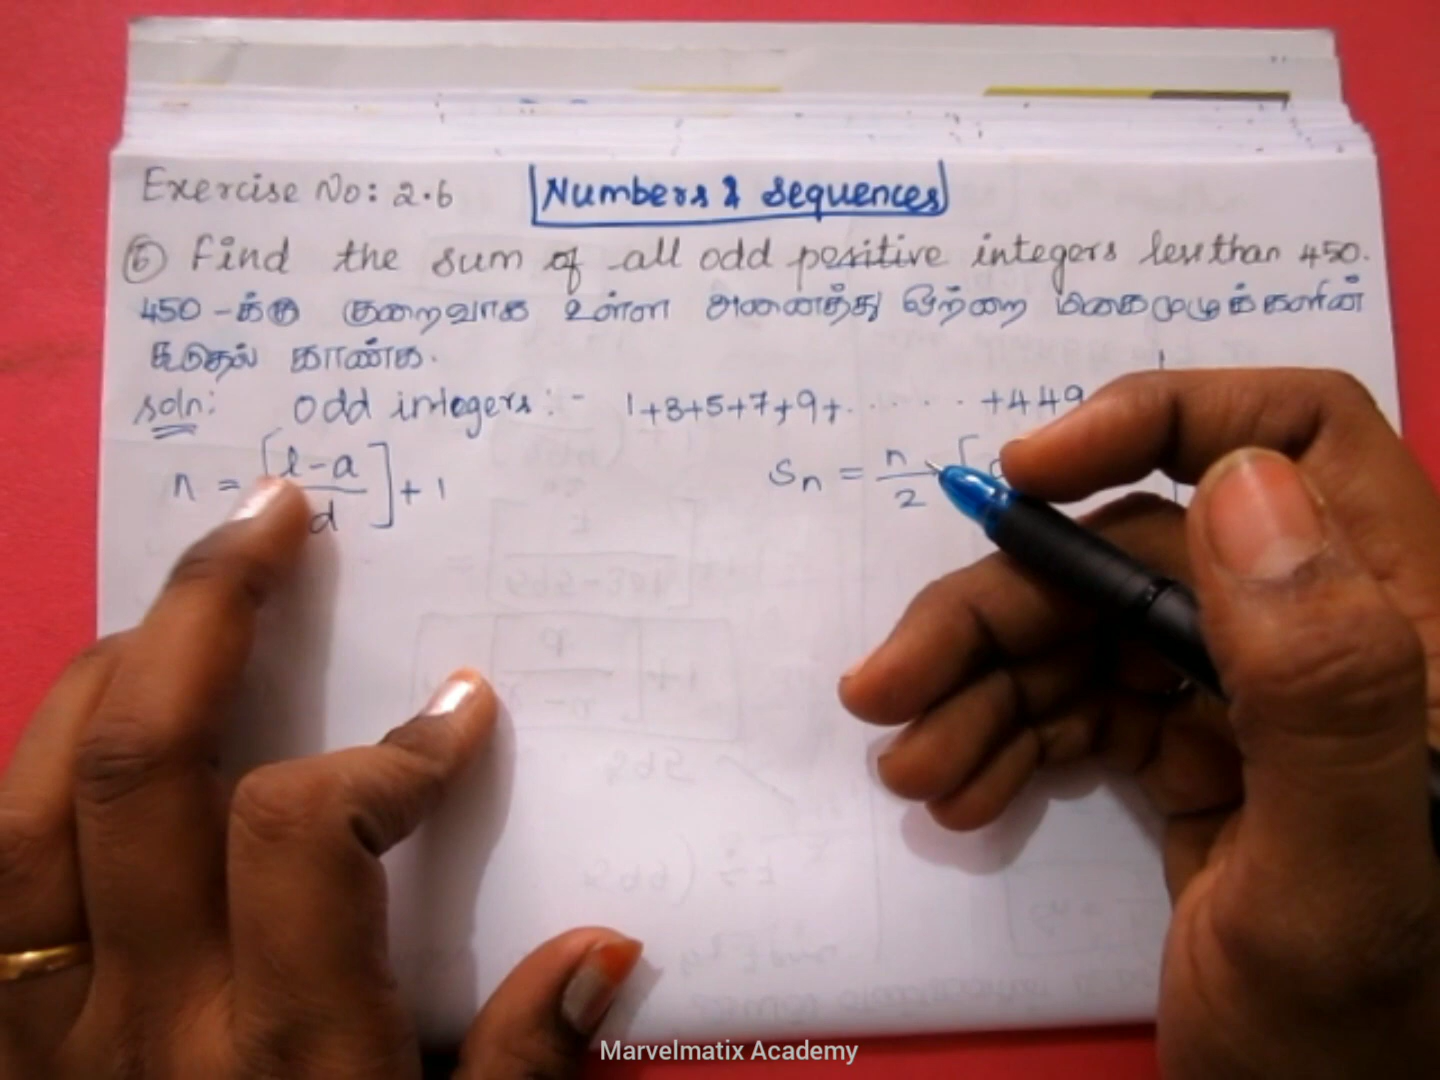 Exercise No: 2.6 Numbers & Sequences
⑥ Find the sum of all odd positive integers less than 450.
450 -க்கு குறைவாக உள்ள அனைத்து ஒற்றை மிகை முழுக்களின்
கூடுதல் காண்க.
soln: Odd integers :- 1+3+5+7+9+. . . . . . +449
n = [l-a/d] + 1 Sn = n/2 [
Marvelmatix Academy